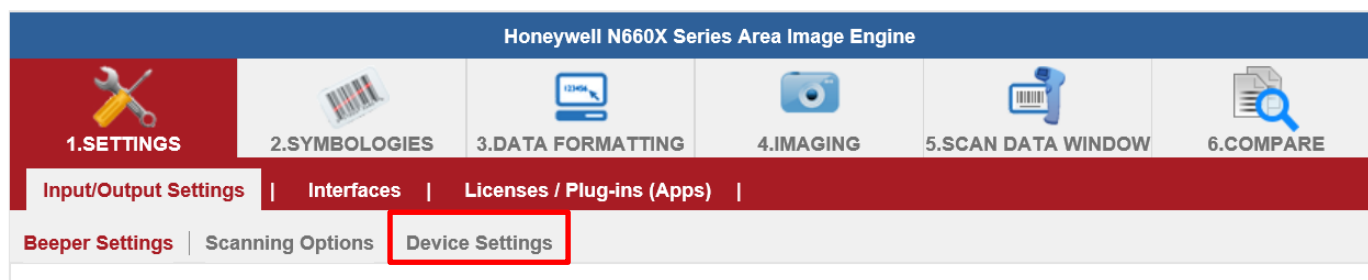 Honeywell N660X Series Area Image Engine
123456
1.SETTINGS 2.SYMBOLOGIES 3.DATA FORMATTING 4.IMAGING 5.SCAN DATA WINDOW 6.COMPARE
Input/Output Settings | Interfaces | Licenses / Plug-ins (Apps) |
Beeper Settings | Scanning Options Device Settings